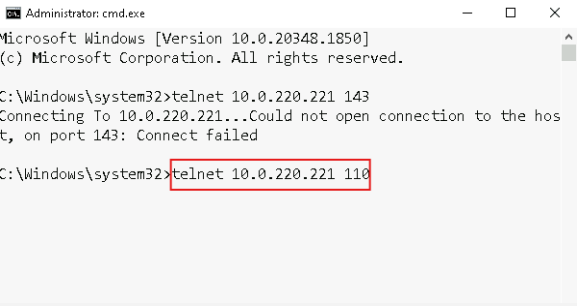 Administrator: cmd.exe
Microsoft Windows [Version 10.0.20348.1850]
(c) Microsoft Corporation. All rights reserved.
C:\Windows\system32>telnet 10.0.220.221 143
Connecting To 10.0.220.221...Could not open connection to the hos
t, on port 143: Connect failed
C:\Windows\system32>telnet 10.0.220.221 110